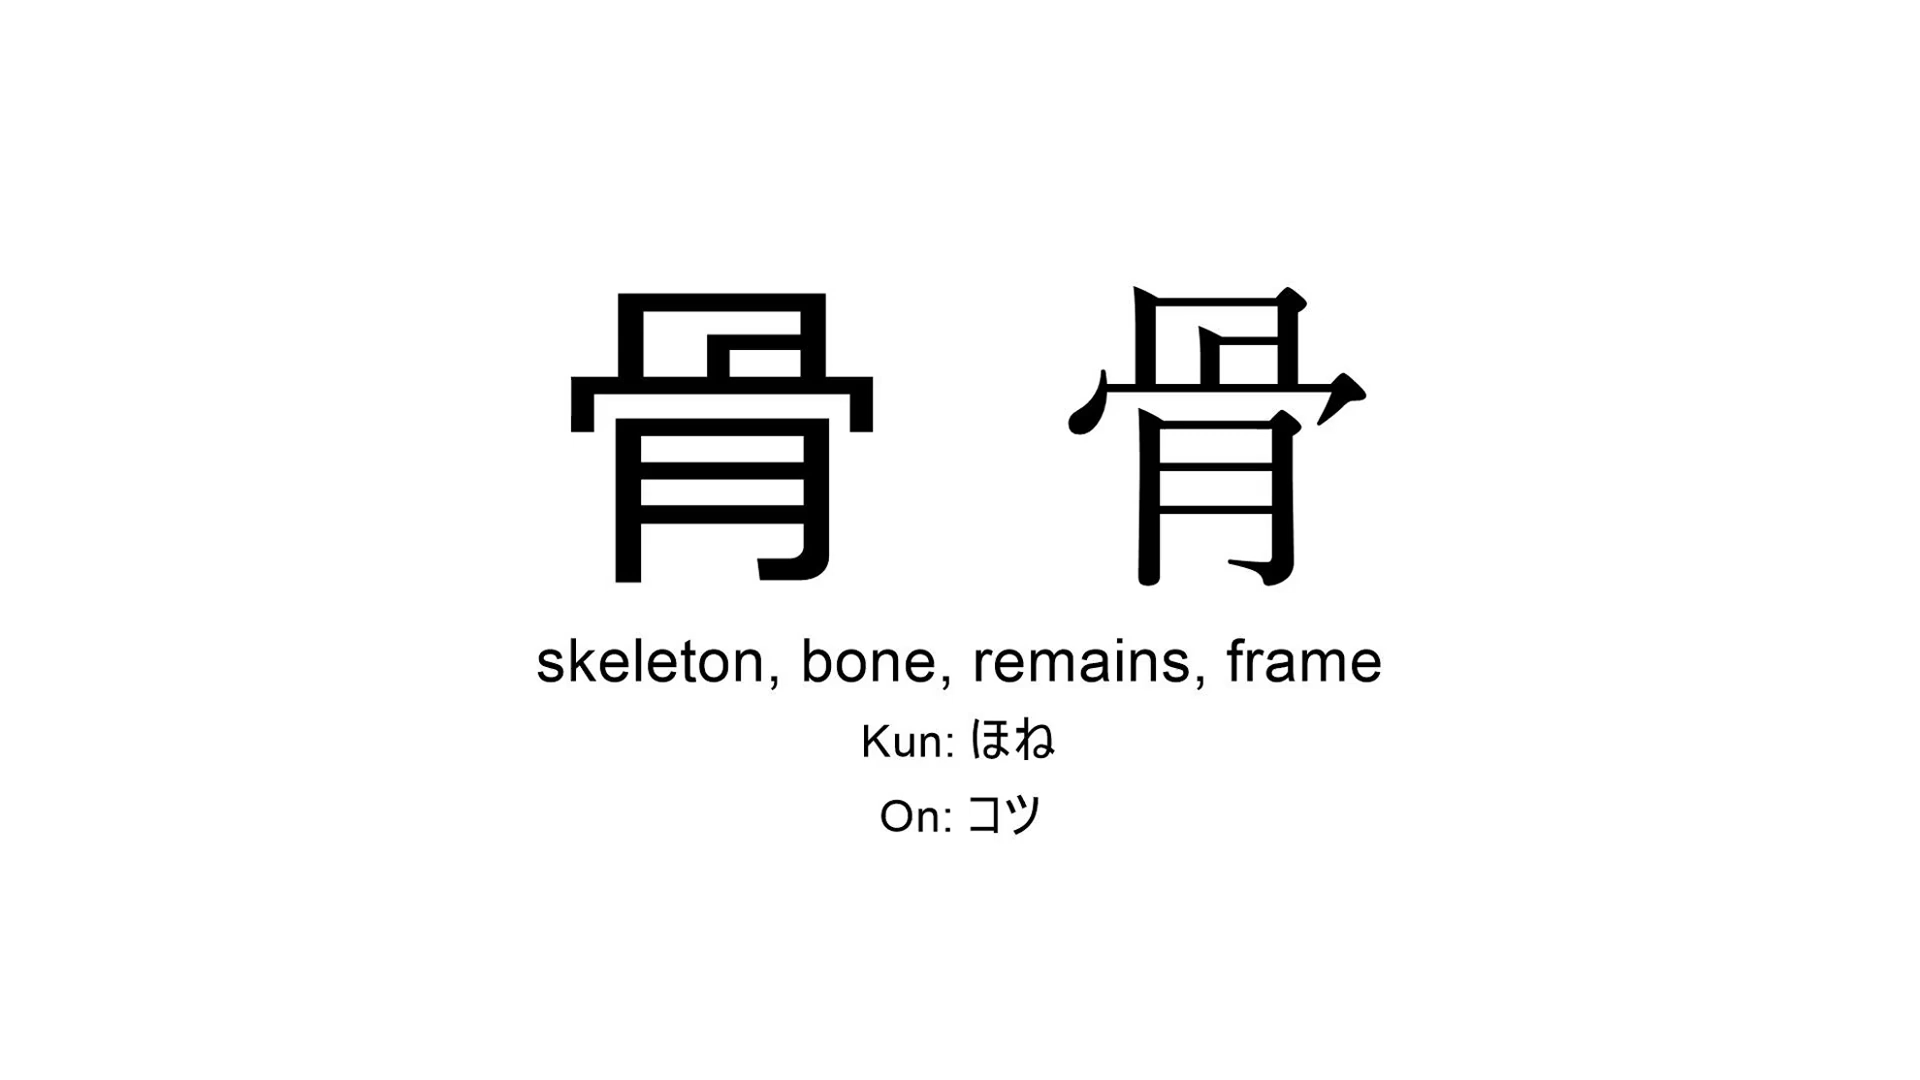 骨 骨
skeleton, bone, remains, frame
Kun: ほね
On: コツ